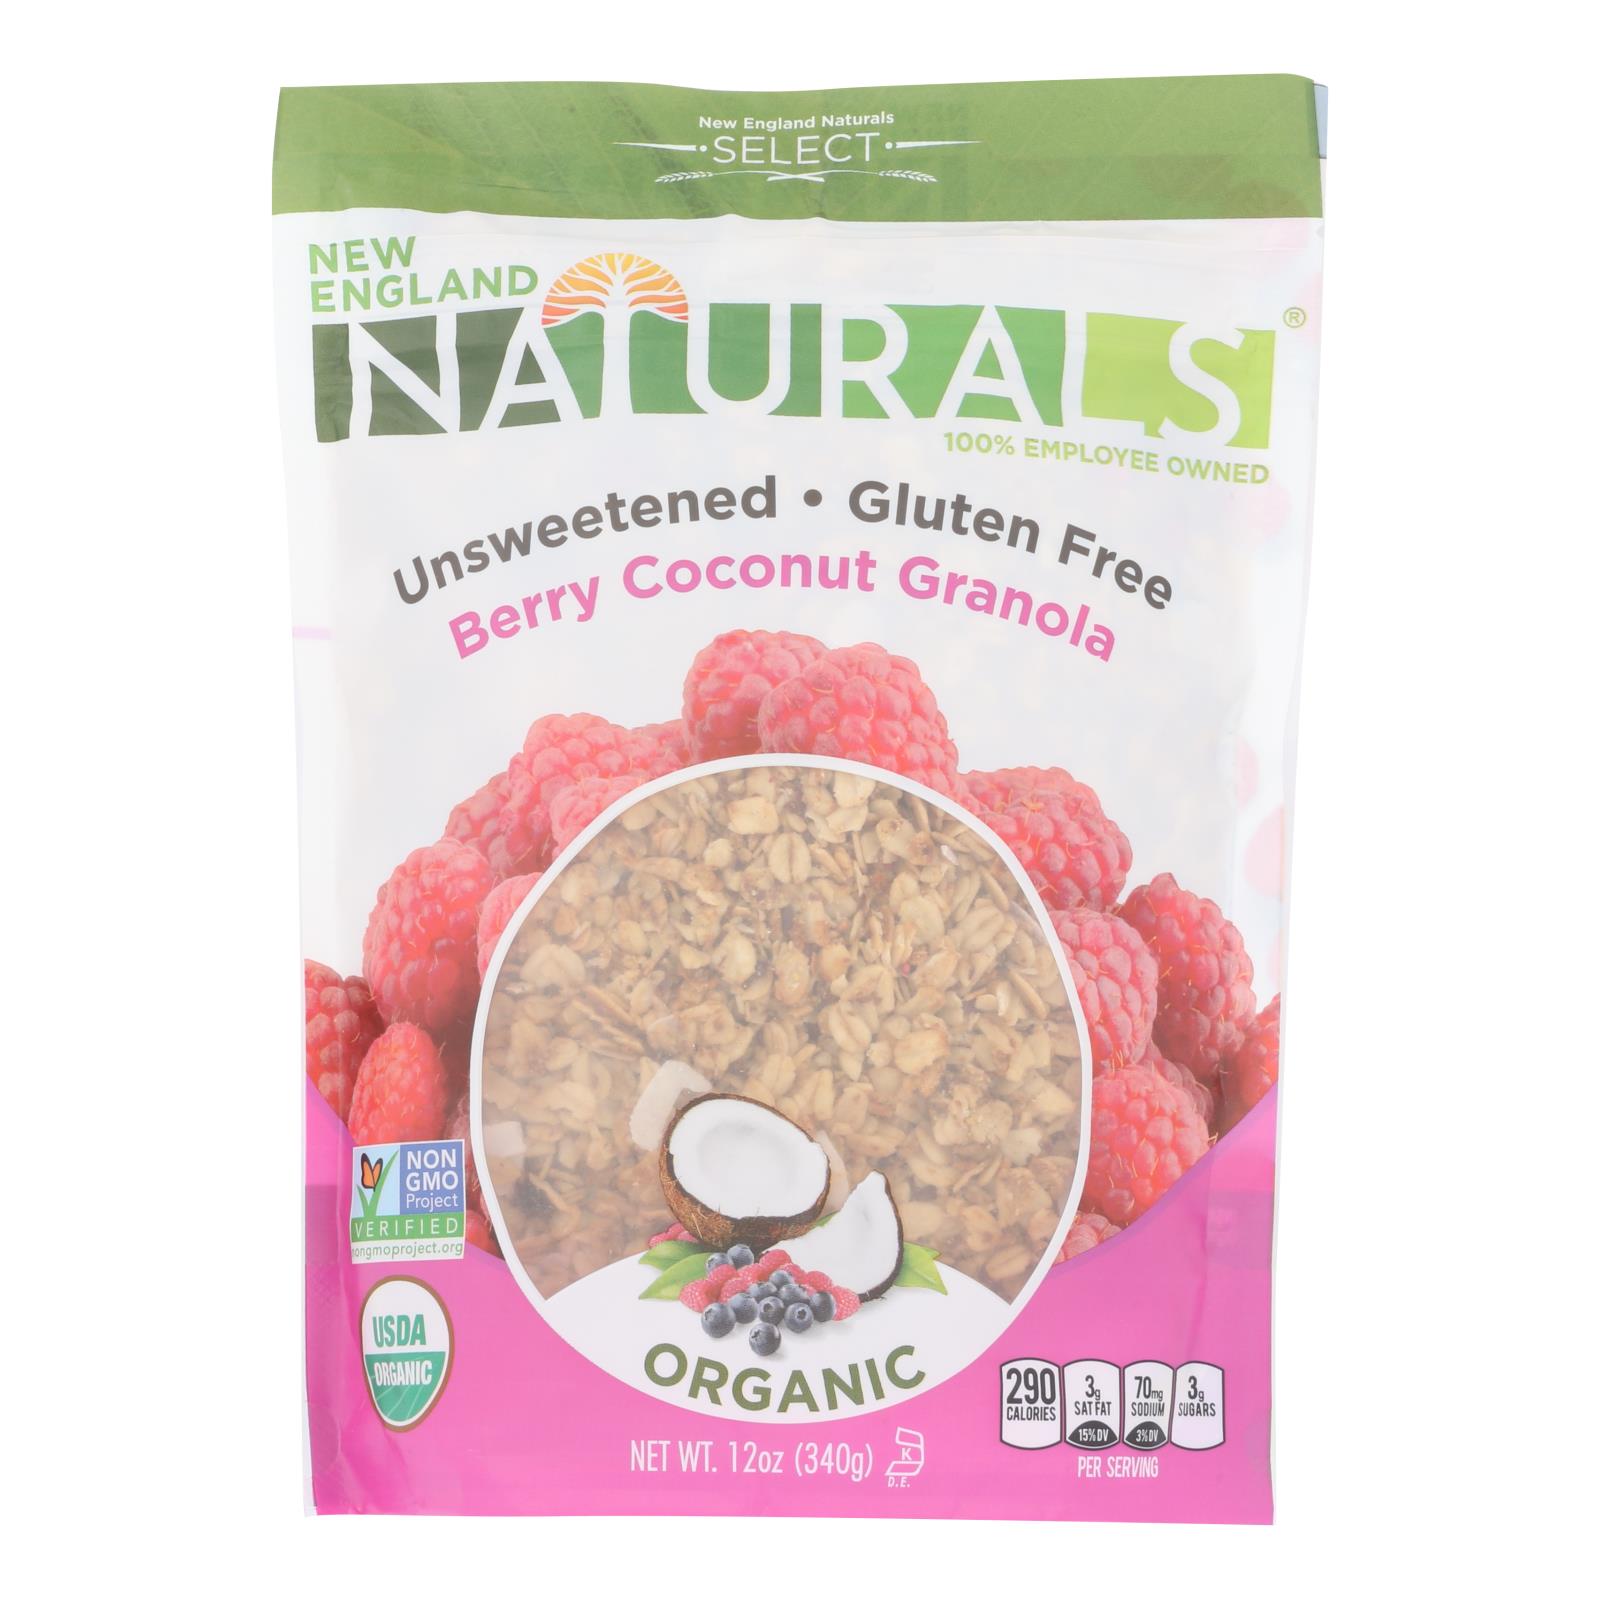 New England Naturals
SELECT
NEW
ENGLAND
NATURALS®
100% EMPLOYEE OWNED
Unsweetened • Gluten Free
Berry Coconut Granola
NON
GMO
Project
VERIFIED
nongmoproject.org
USDA
ORGANIC
ORGANIC
NET WT. 12oz (340g)
K
D.E.
290
CALORIES
3g
SAT FAT
15% DV
70mg
SODIUM
3% DV
3g
SUGARS
PER SERVING